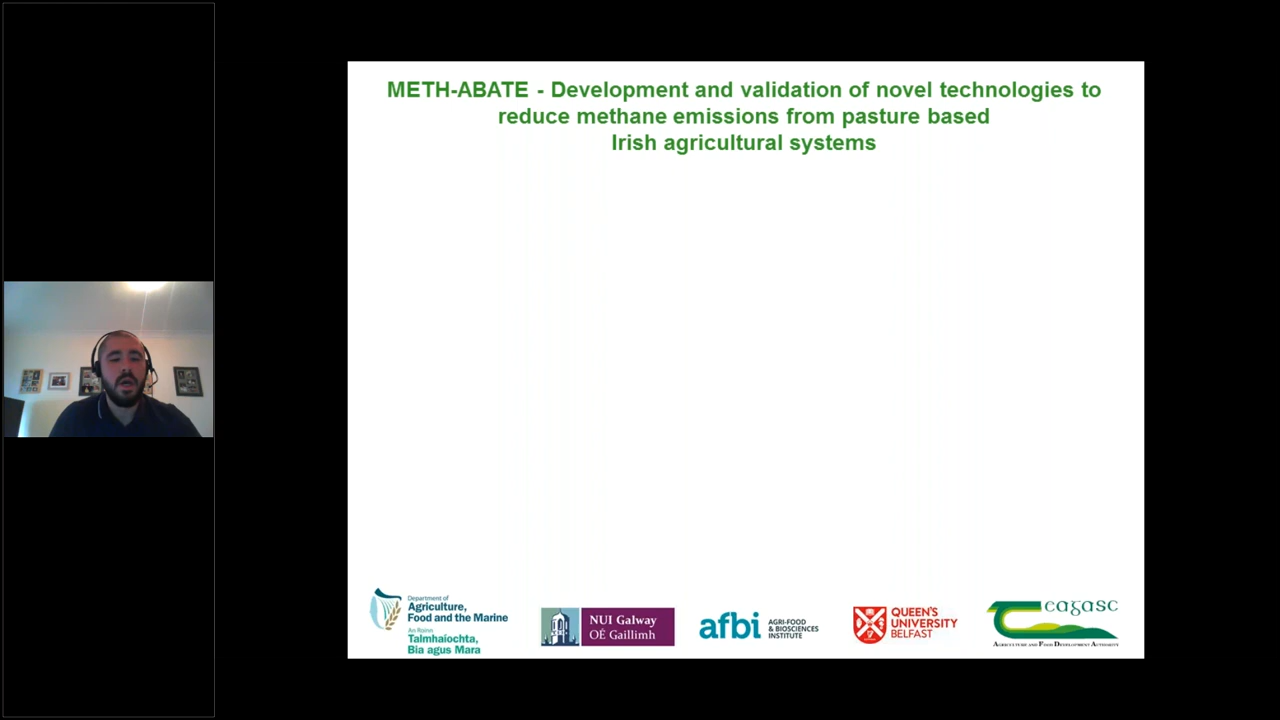 METH-ABATE - Development and validation of novel technologies to
reduce methane emissions from pasture based
Irish agricultural systems
Department of
Agriculture,
Food and the Marine
An Roinn
Talmhaíochta,
Bia agus Mara
NUI Galway
OÉ Gaillimh
afbi
AGRI-FOOD
& BIOSCIENCES
INSTITUTE
QUEEN'S
UNIVERSITY
BELFAST
eagasc
AGRICULTURE AND FOOD DEVELOPMENT AUTHORITY